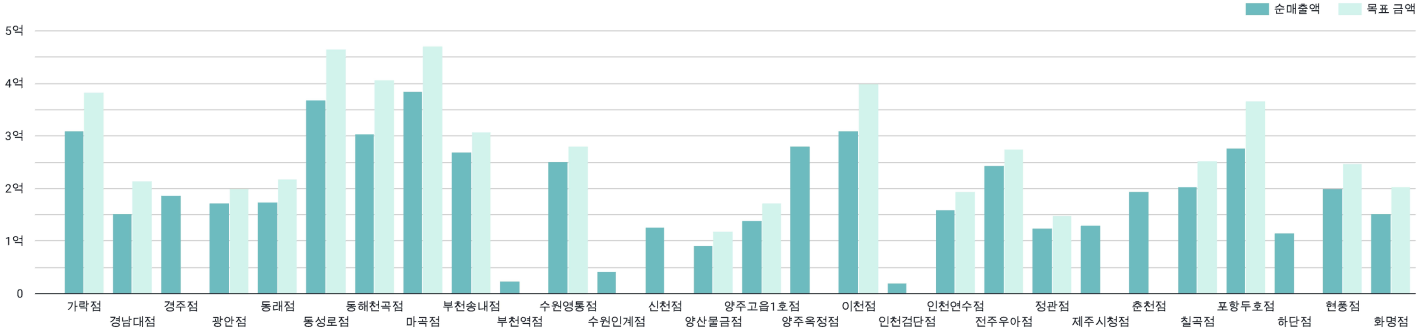 순매출액 목표 금액
5억
4억
3억
2억
1억
0
가락점 경주점 동래점 동해천곡점 부천송내점 수원영통점 신천점 양주고읍1호점 이천점 인천연수점 정관점 춘천점 포항두호점 현풍점
경남대점 광안점 동성로점 마곡점 부천역점 수원인계점 양산물금점 양주옥정점 인천검단점 전주우아점 제주시청점 칠곡점 하단점 화명점